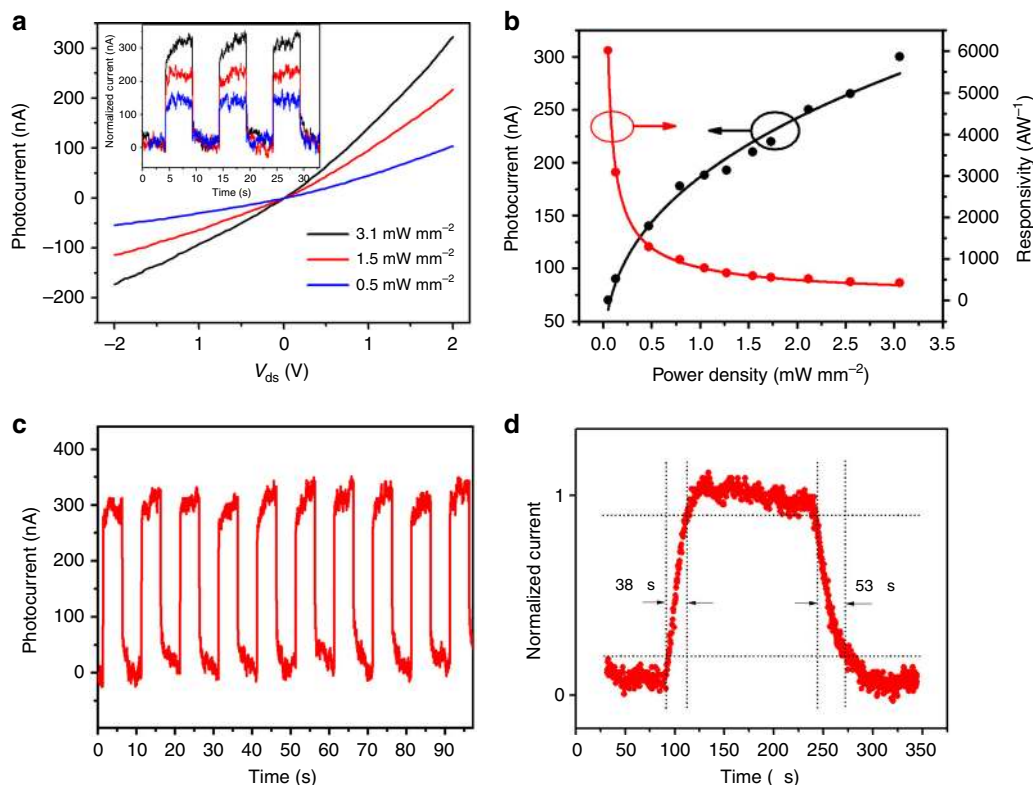 a
Photocurrent (nA)
300
200
100
0
−100
−200
−2
1
0
1
2
V_ds (V)
3.1 mW mm⁻²
1.5 mW mm⁻²
0.5 mW mm⁻²
Normalized current (nA)
300
200
100
0
0 5 10 15 20 25 30
Time (s)
b
Photocurrent (nA)
300
250
200
150
100
50
0.0 0.5 1.0 1.5 2.0 2.5 3.0 3.5
Power density (mW mm⁻²)
6000
5000
4000
3000
2000
1000
0
Responsivity (AW⁻¹)
c
Photocurrent (nA)
400
300
200
100
0
0 10 20 30 40 50 60 70 80 90
Time (s)
d
Normalized current
1
0
38 s
53 s
0 50 100 150 200 250 300 350
Time ( s)